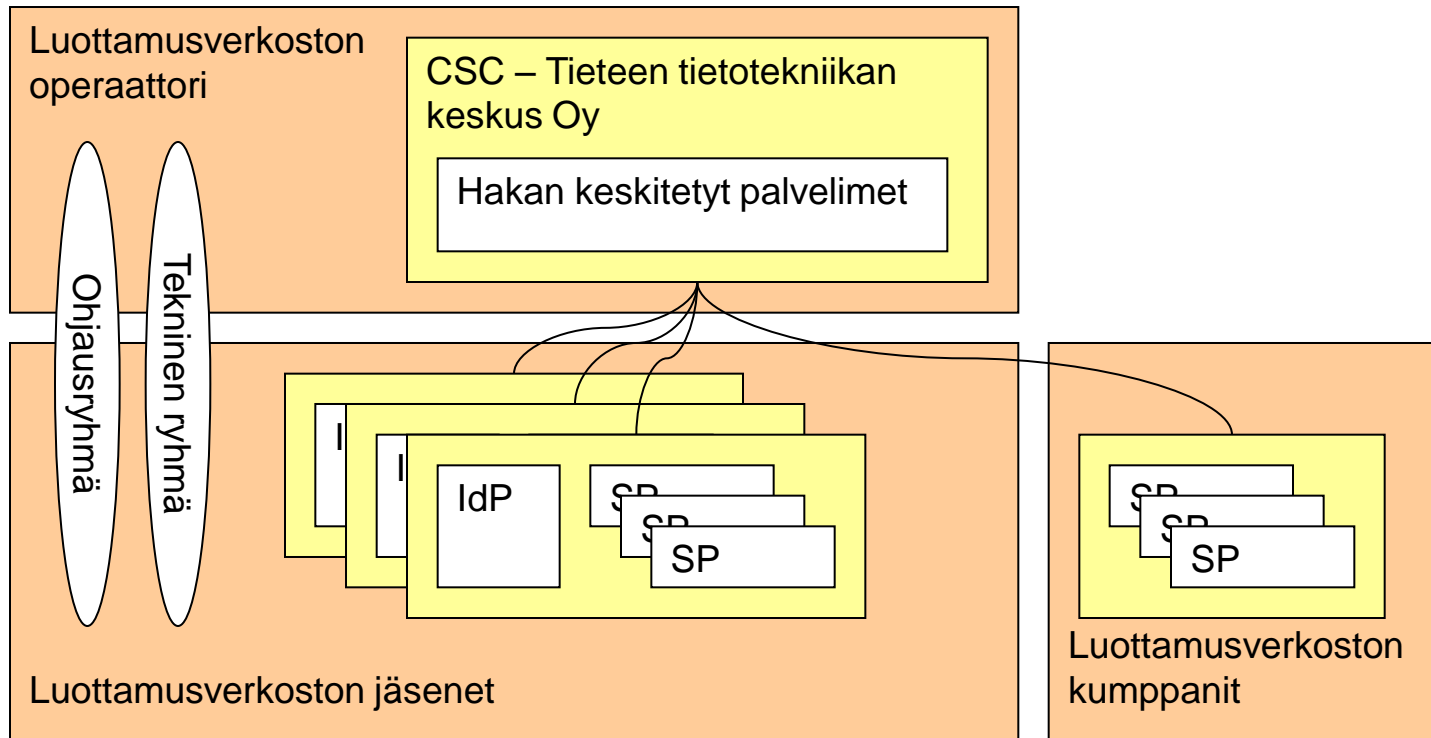 Luottamusverkoston
operaattori
CSC – Tieteen tietotekniikan
keskus Oy
Hakan keskitetyt palvelimet
Ohjausryhmä
Tekninen ryhmä
I
I
IdP
SP
SP
SP
SP
SP
SP
Luottamusverkoston jäsenet
Luottamusverkoston
kumppanit